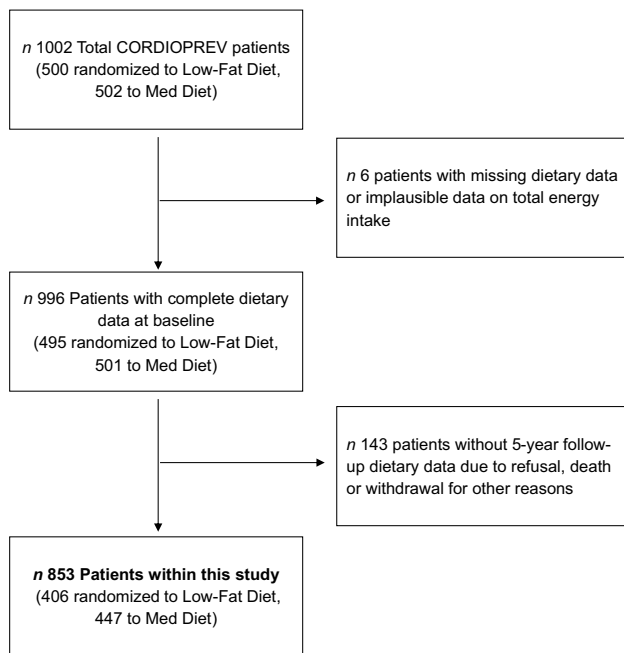 n 1002 Total CORDIOPREV patients
(500 randomized to Low-Fat Diet,
502 to Med Diet)
n 6 patients with missing dietary data
or implausible data on total energy
intake
n 996 Patients with complete dietary
data at baseline
(495 randomized to Low-Fat Diet,
501 to Med Diet)
n 143 patients without 5-year follow-
up dietary data due to refusal, death
or withdrawal for other reasons
n 853 Patients within this study
(406 randomized to Low-Fat Diet,
447 to Med Diet)